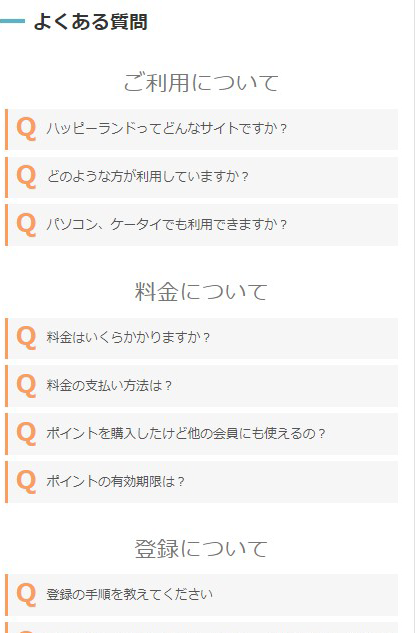 よくある質問
ご利用について
Q ハッピーランドってどんなサイトですか？
Q どのような方が利用していますか？
Q パソコン、ケータイでも利用できますか？
料金について
Q 料金はいくらかかりますか？
Q 料金の支払い方法は？
Q ポイントを購入したけど他の会員にも使えるの？
Q ポイントの有効期限は？
登録について
Q 登録の手順を教えてください